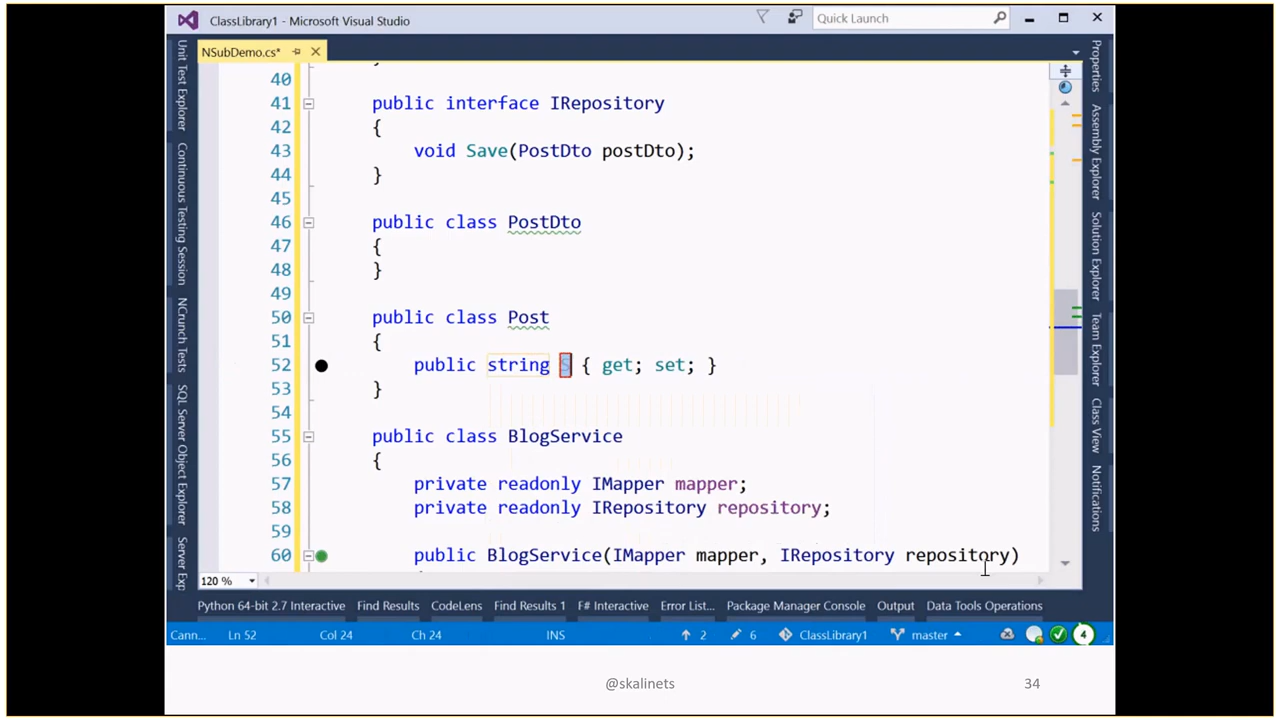 ClassLibrary1 - Microsoft Visual Studio
Quick Launch
NSubDemo.cs*
Unit Test Explorer
Continuous Testing Session
NCrunch Tests
SQL Server Object Explorer
Server Exp
40
41 public interface IRepository
42 {
43 void Save(PostDto postDto);
44 }
45
46 public class PostDto
47 {
48 }
49
50 public class Post
51 {
52 public string S { get; set; }
53 }
54
55 public class BlogService
56 {
57 private readonly IMapper mapper;
58 private readonly IRepository repository;
59
60 public BlogService(IMapper mapper, IRepository repository)
Properties
Assembly Explorer
Solution Explorer
Team Explorer
Class View
Notifications
120 %
Python 64-bit 2.7 Interactive Find Results CodeLens Find Results 1 F# Interactive Error List... Package Manager Console Output Data Tools Operations
Cann... Ln 52 Col 24 Ch 24 INS 2 6 ClassLibrary1 master 4
@skalinets 34